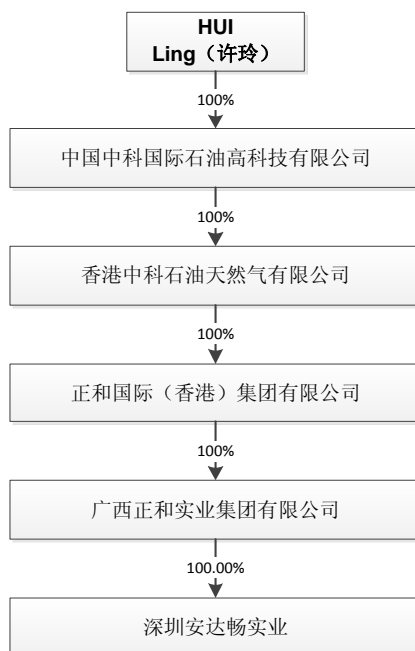 HUI
Ling（许玲）
100%
中国中科国际石油高科技有限公司
100%
香港中科石油天然气有限公司
100%
正和国际（香港）集团有限公司
100%
广西正和实业集团有限公司
100.00%
深圳安达畅实业